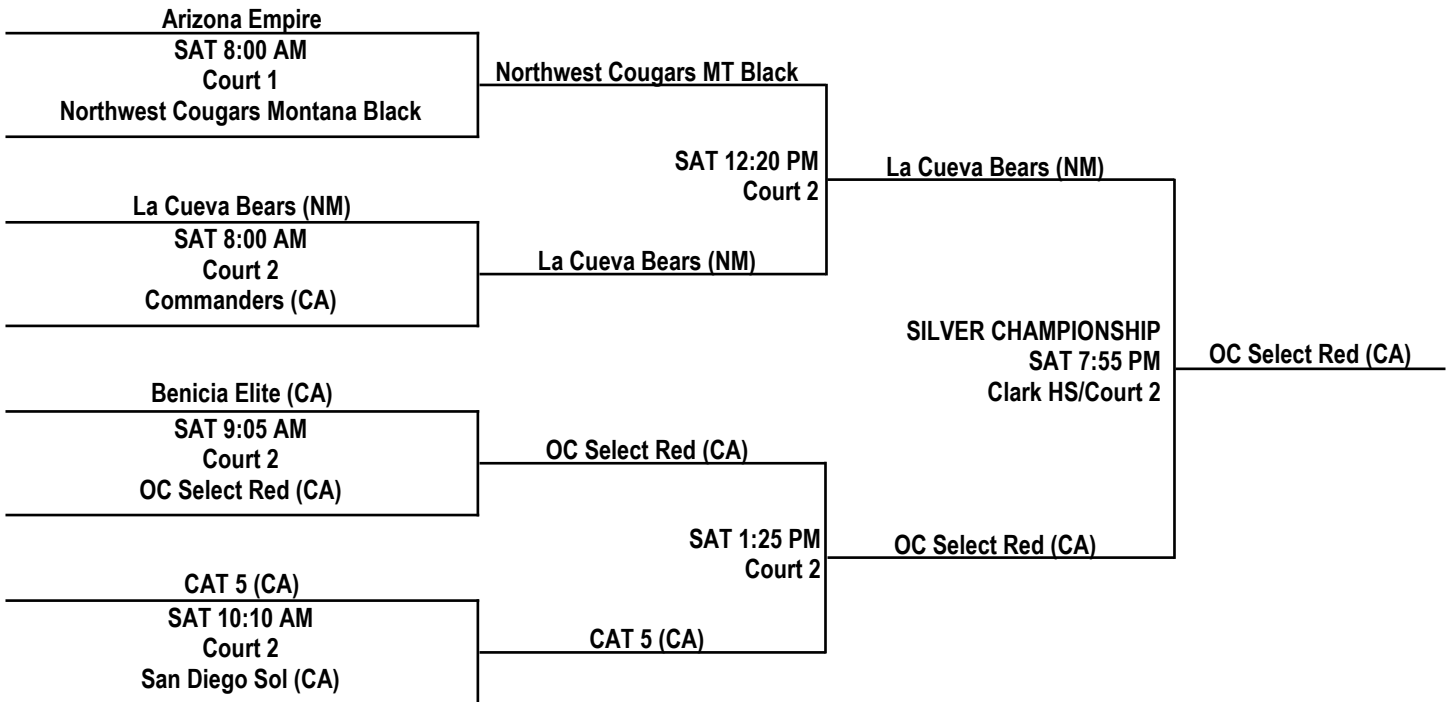 Arizona Empire
SAT 8:00 AM
Court 1
Northwest Cougars Montana Black
Northwest Cougars MT Black
La Cueva Bears (NM)
SAT 8:00 AM
Court 2
Commanders (CA)
La Cueva Bears (NM)
SAT 12:20 PM
Court 2
La Cueva Bears (NM)
Benicia Elite (CA)
SAT 9:05 AM
Court 2
OC Select Red (CA)
OC Select Red (CA)
CAT 5 (CA)
SAT 10:10 AM
Court 2
San Diego Sol (CA)
CAT 5 (CA)
SAT 1:25 PM
Court 2
OC Select Red (CA)
SILVER CHAMPIONSHIP
SAT 7:55 PM
Clark HS/Court 2
OC Select Red (CA)